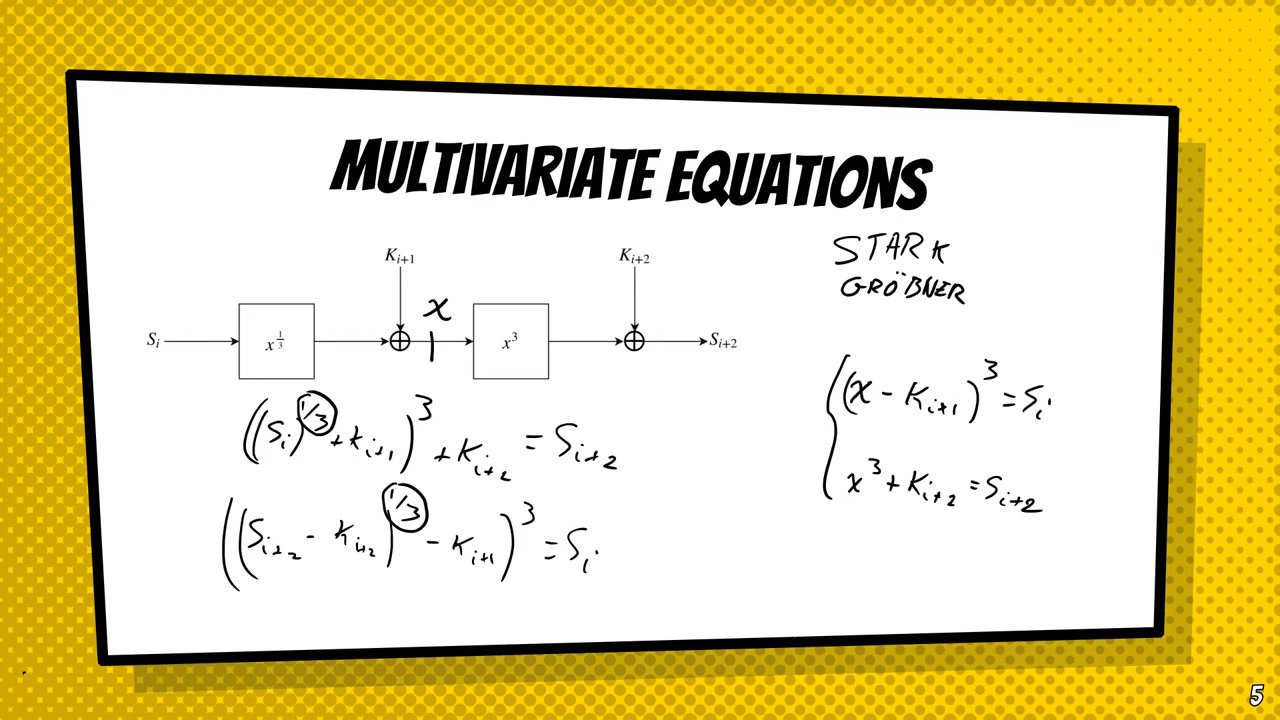 MULTIVARIATE EQUATIONS
STARK
GRÖBNER
K_{i+1}
K_{i+2}
x
S_i
x^{\frac{1}{3}}
⊕
x^3
⊕
S_{i+2}
((S_i)^{1/3} + K_{i+1})^3 + K_{i+2} = S_{i+2}
((S_{i+2} - K_{i+2})^{1/3} - K_{i+1})^3 = S_i
(x - K_{i+1})^3 = S_i
x^3 + K_{i+2} = S_{i+2}
5